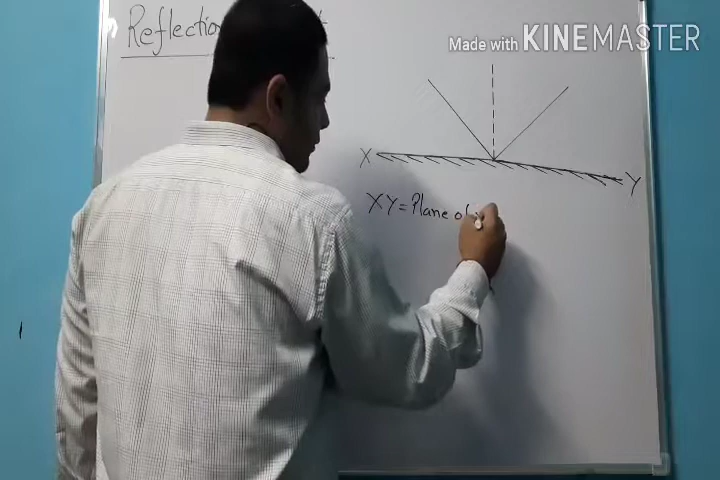 Reflection
Made with KINEMASTER
X
Y
XY = Plane of